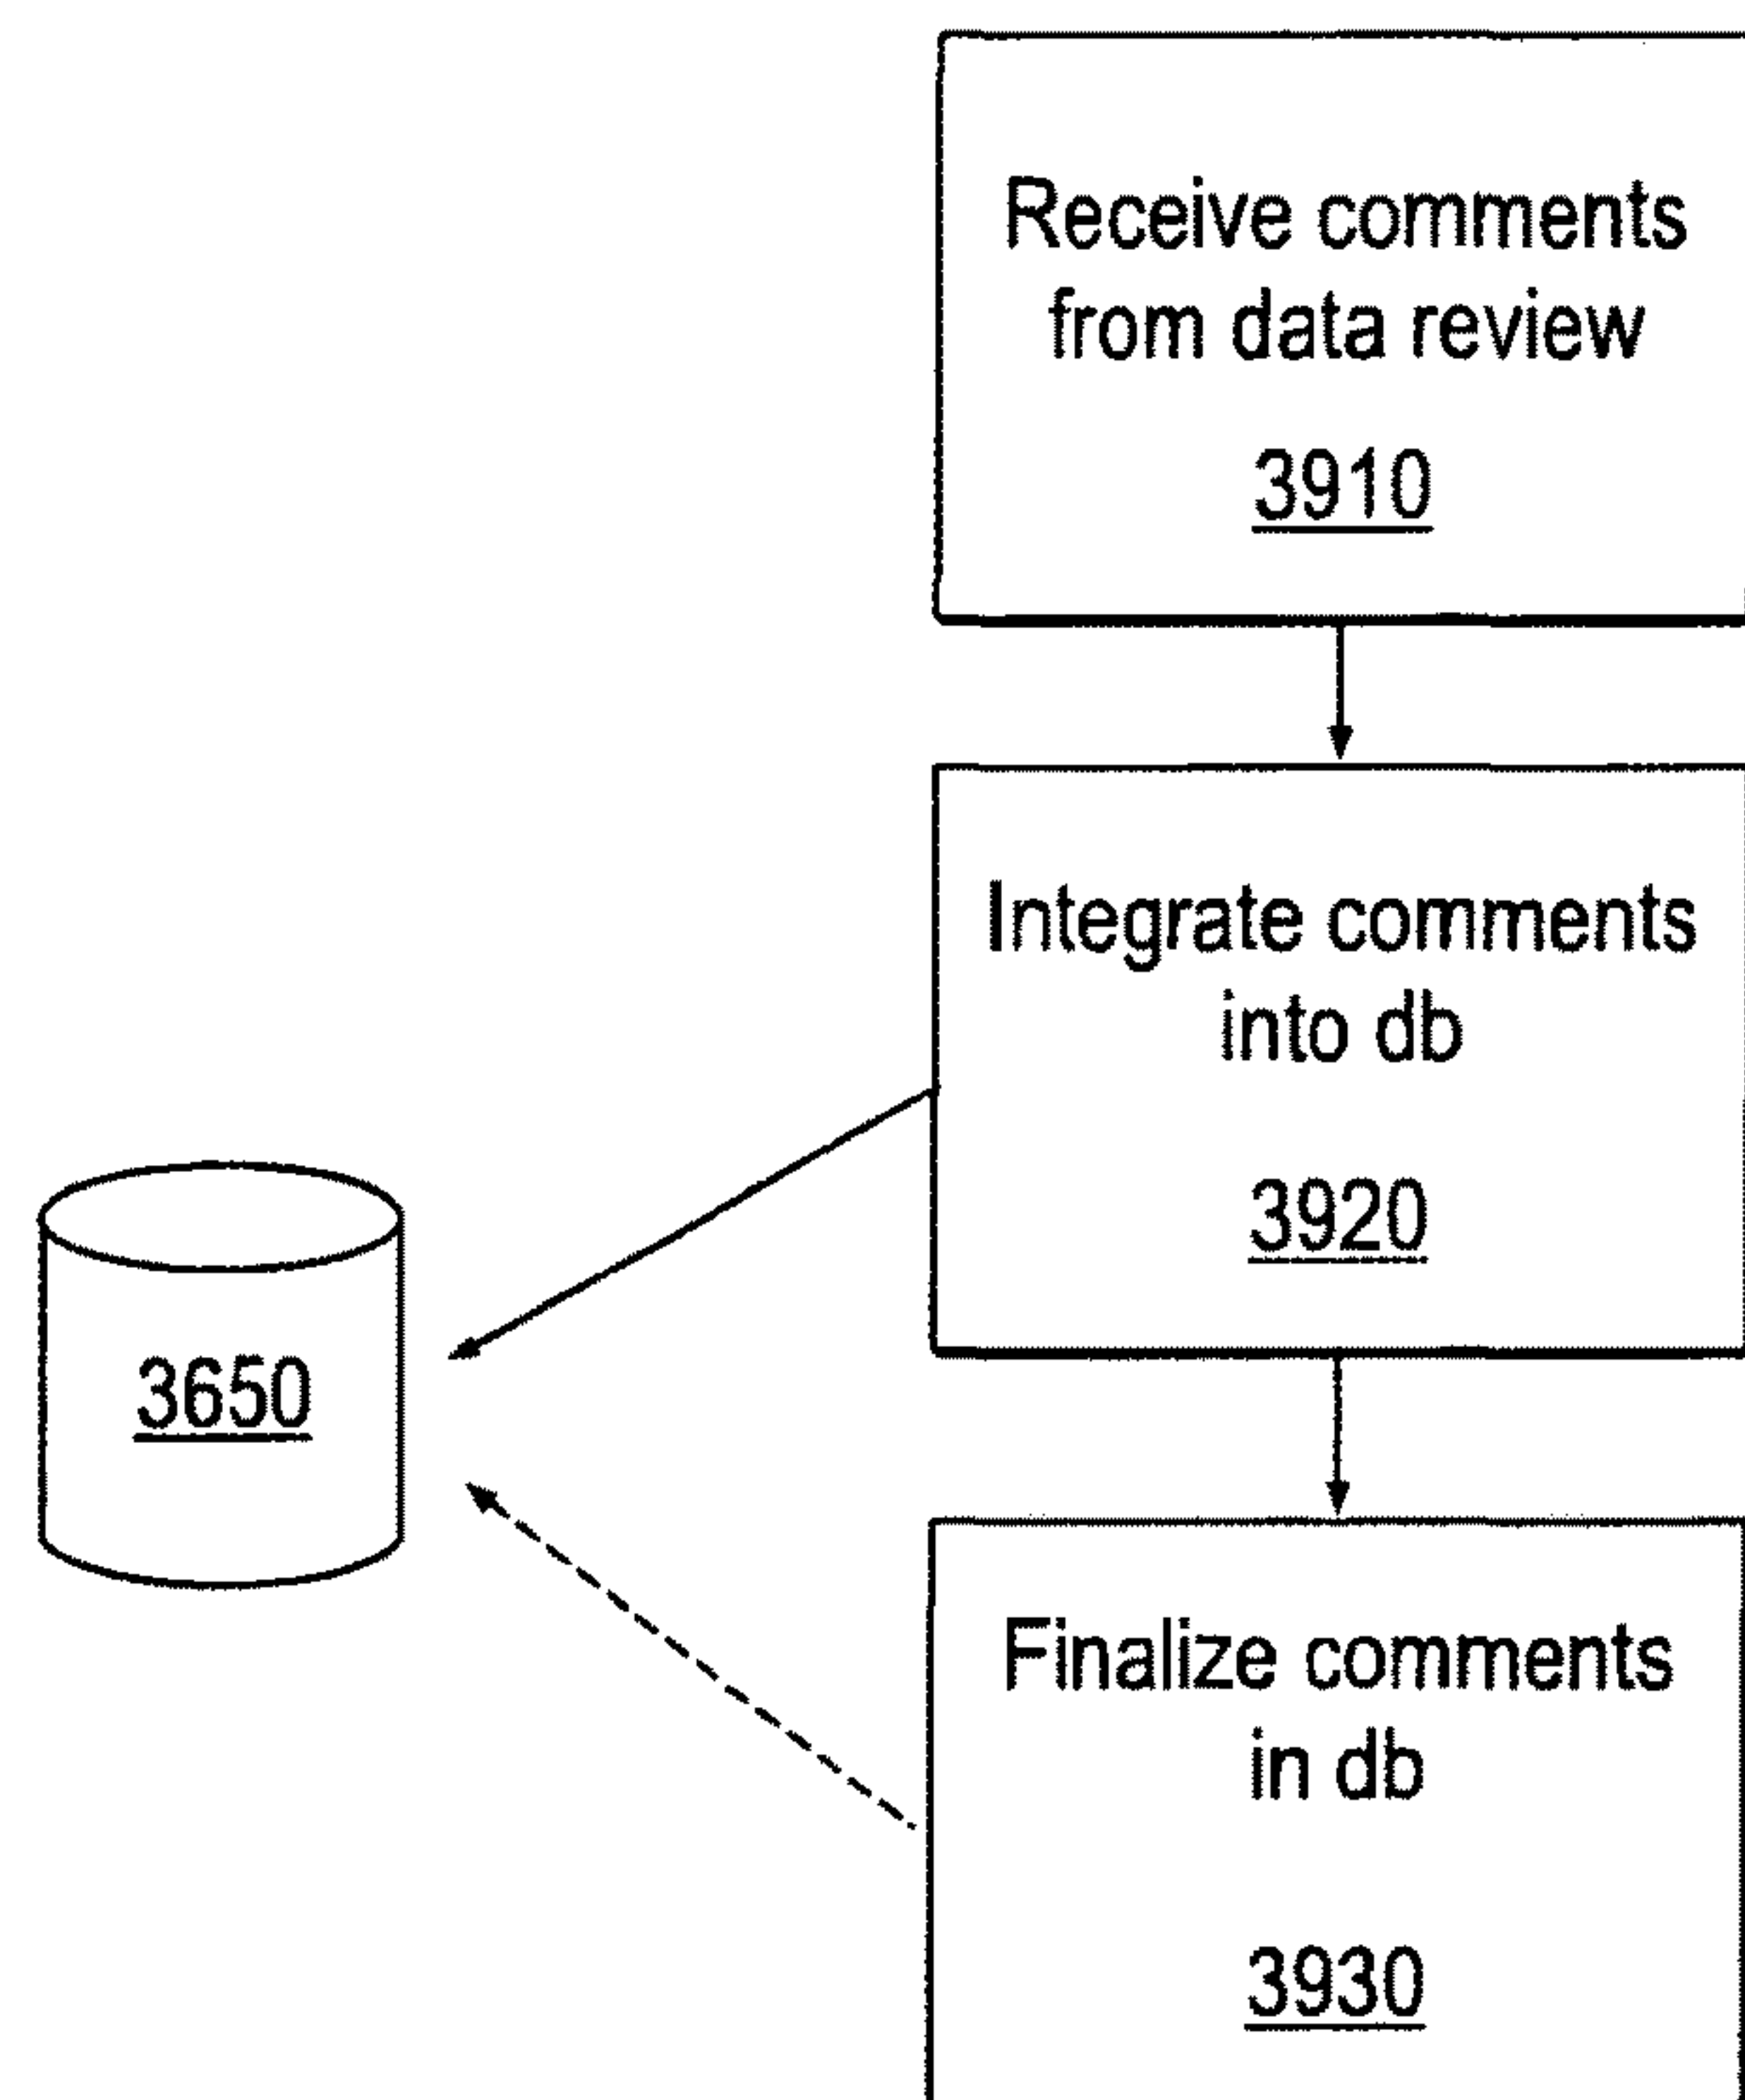 Receive comments
from data review
3910
Integrate comments
into db
3920
3650
Finalize comments
in db
3930